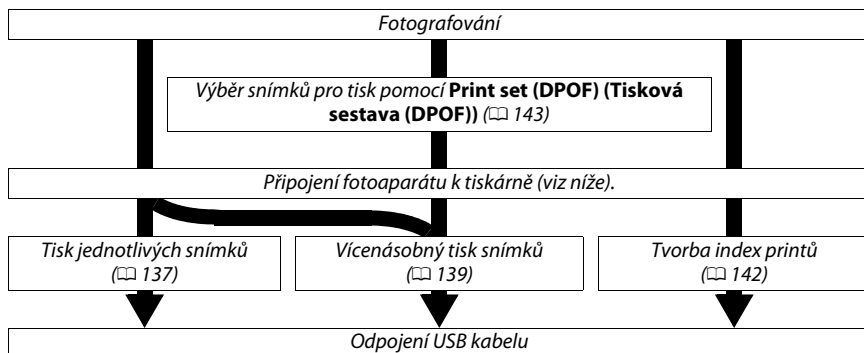 Fotografování
Výběr snímků pro tisk pomocí Print set (DPOF) (Tisková
sestava (DPOF)) (🕮 143)
Připojení fotoaparátu k tiskárně (viz níže).
Tisk jednotlivých snímků
(🕮 137)
Vícenásobný tisk snímků
(🕮 139)
Tvorba index printů
(🕮 142)
Odpojení USB kabelu